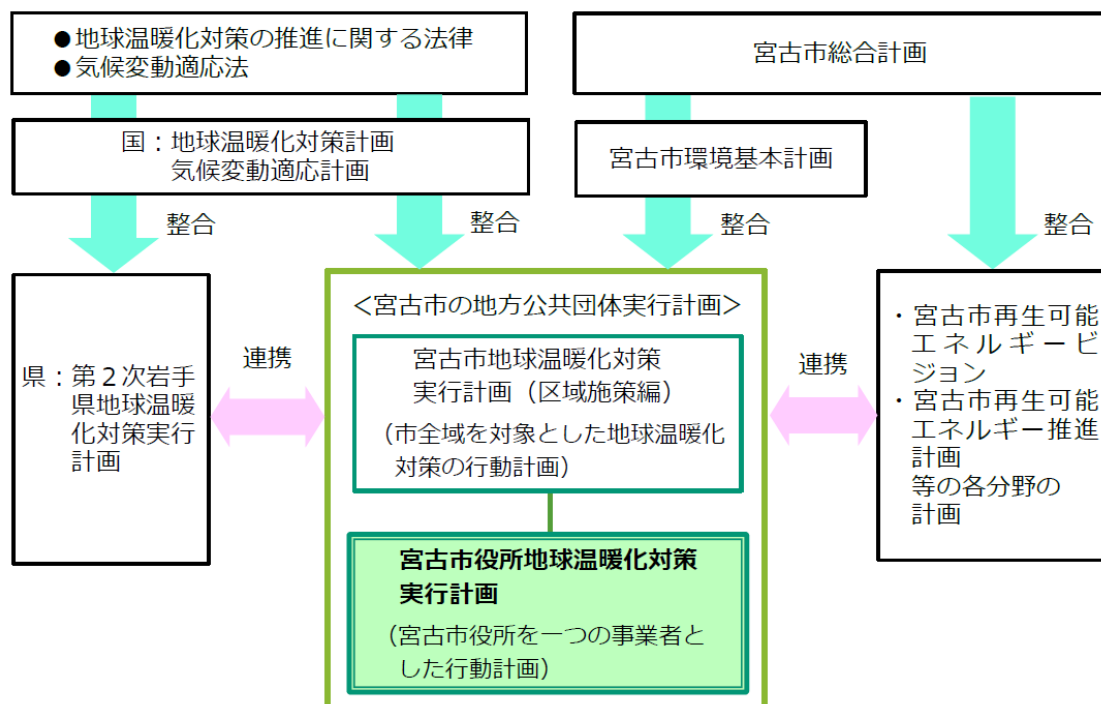 ●地球温暖化対策の推進に関する法律
●気候変動適応法
宮古市総合計画
国：地球温暖化対策計画
気候変動適応計画
宮古市環境基本計画
整合
整合
整合
整合
県：第２次岩手
県地球温暖
化対策実行
計画
連携
＜宮古市の地方公共団体実行計画＞
宮古市地球温暖化対策
実行計画（区域施策編）
（市全域を対象とした地球温暖化
対策の行動計画）
宮古市役所地球温暖化対策
実行計画
（宮古市役所を一つの事業者と
した行動計画）
連携
・宮古市再生可能
エネルギービ
ジョン
・宮古市再生可能
エネルギー推進
計画
等の各分野の
計画